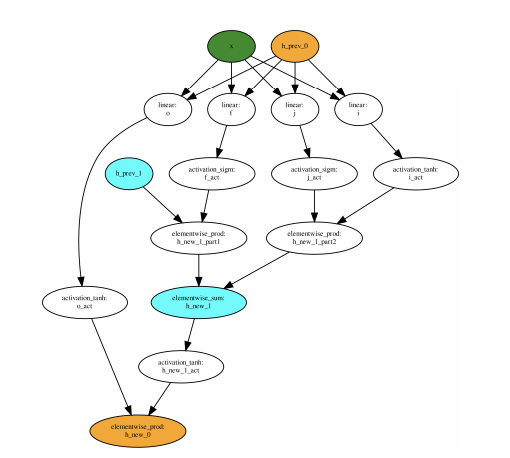 x
h_prev_0
linear:
o
linear:
f
linear:
j
linear:
i
h_prev_1
activation_sigm:
f_act
activation_sigm:
j_act
activation_tanh:
i_act
elementwise_prod:
h_new_1_part1
elementwise_prod:
h_new_1_part2
activation_tanh:
o_act
elementwise_sum:
h_new_1
activation_tanh:
h_new_1_act
elementwise_prod:
h_new_0